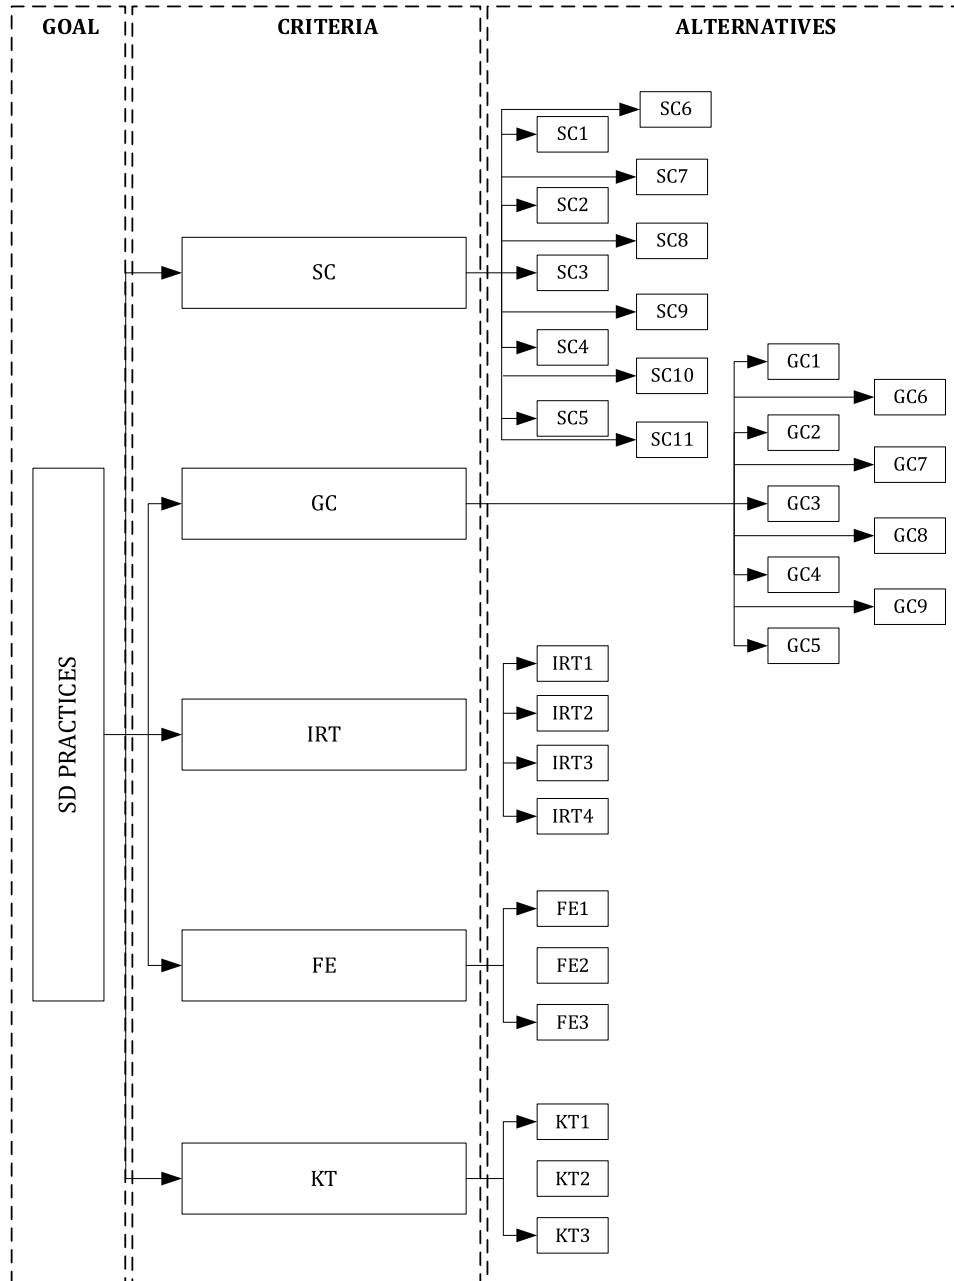 GOAL
CRITERIA
ALTERNATIVES
SD PRACTICES
SC
GC
IRT
FE
KT
SC6
SC1
SC7
SC2
SC8
SC3
SC9
SC4
SC10
SC5
SC11
GC1
GC6
GC2
GC7
GC3
GC8
GC4
GC9
GC5
IRT1
IRT2
IRT3
IRT4
FE1
FE2
FE3
KT1
KT2
KT3